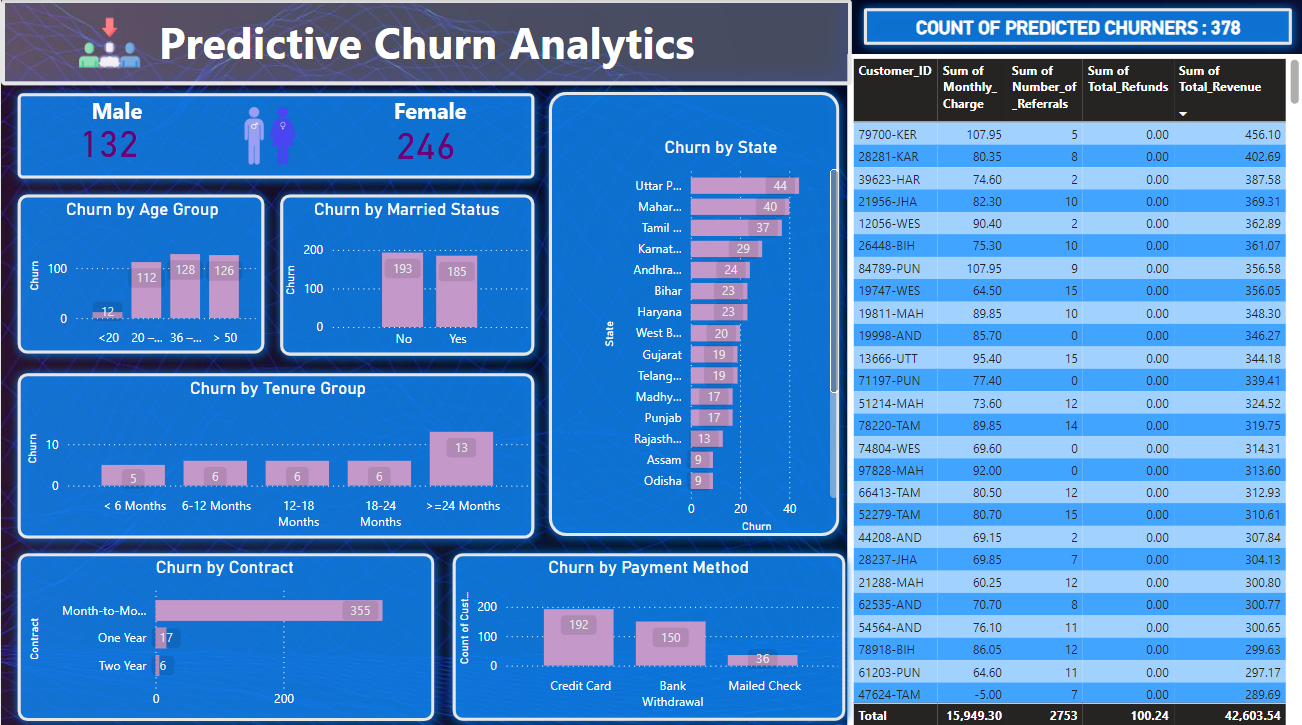 Predictive Churn Analytics
COUNT OF PREDICTED CHURNERS : 378
Male
132
Female
246
Churn by Age Group
Churn
100
0
12
112
128
126
<20
20 –...
36 –...
> 50
Churn by Married Status
Churn
200
100
0
193
185
No
Yes
Churn by Tenure Group
Churn
10
0
5
6
6
6
13
< 6 Months
6-12 Months
12-18
Months
18-24
Months
>=24 Months
Churn by State
State
Uttar P... 44
Mahar... 40
Tamil ... 37
Karnat... 29
Andhra... 24
Bihar 23
Haryana 23
West B... 20
Gujarat 19
Telang... 19
Madhy... 17
Punjab 17
Rajasth... 13
Assam 9
Odisha 9
0 20 40
Churn
Churn by Contract
Contract
Month-to-Mo... 355
One Year 17
Two Year 6
0 200
Churn by Payment Method
Count of Cust...
200
100
0
192
150
36
Credit Card
Bank
Withdrawal
Mailed Check
Customer_ID Sum of Monthly_Charge Sum of Number_of_Referrals Sum of Total_Refunds Sum of Total_Revenue
79700-KER 107.95 5 0.00 456.10
28281-KAR 80.35 8 0.00 402.69
39623-HAR 74.60 2 0.00 387.58
21956-JHA 82.30 10 0.00 369.31
12056-WES 90.40 2 0.00 362.89
26448-BIH 75.30 10 0.00 361.07
84789-PUN 107.95 9 0.00 356.58
19747-WES 64.50 15 0.00 356.05
19811-MAH 89.85 10 0.00 348.30
19998-AND 85.70 0 0.00 346.27
13666-UTT 95.40 15 0.00 344.18
71197-PUN 77.40 0 0.00 339.41
51214-MAH 73.60 12 0.00 324.52
78220-TAM 89.85 14 0.00 319.75
74804-WES 69.60 0 0.00 314.31
97828-MAH 92.00 0 0.00 313.60
66413-TAM 80.50 12 0.00 312.93
52279-TAM 80.70 15 0.00 310.61
44208-AND 69.15 2 0.00 307.84
28237-JHA 69.85 7 0.00 304.13
21288-MAH 60.25 12 0.00 300.80
62535-AND 70.70 8 0.00 300.77
54564-AND 76.10 11 0.00 300.65
78918-BIH 86.05 12 0.00 299.63
61203-PUN 64.60 11 0.00 297.17
47624-TAM -5.00 7 0.00 289.69
Total 15,949.30 2753 100.24 42,603.54